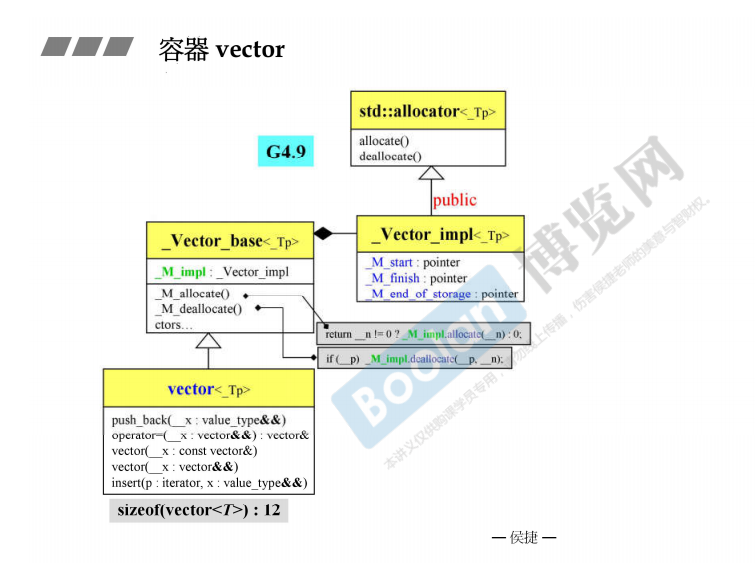 容器 vector
std::allocator<_Tp>
allocate()
deallocate()
G4.9
public
_Vector_base<_Tp>
_M_impl : _Vector_impl
_M_allocate()
_M_deallocate()
ctors…
_Vector_impl<_Tp>
_M_start : pointer
_M_finish : pointer
_M_end_of_storage : pointer
return __n != 0 ? _M_impl.allocate(__n) : 0;
if (__p) _M_impl.deallocate(__p, __n);
vector<_Tp>
push_back(__x : value_type&&)
operator=(__x : vector&&) : vector&
vector(__x : const vector&)
vector(__x : vector&&)
insert(p : iterator, x : value_type&&)
sizeof(vector<T>) : 12
Boolan 博览网
本讲义仅供购课学员专用，请勿以上传播，伤害侯捷老师的美意与智财权。
— 侯捷 —